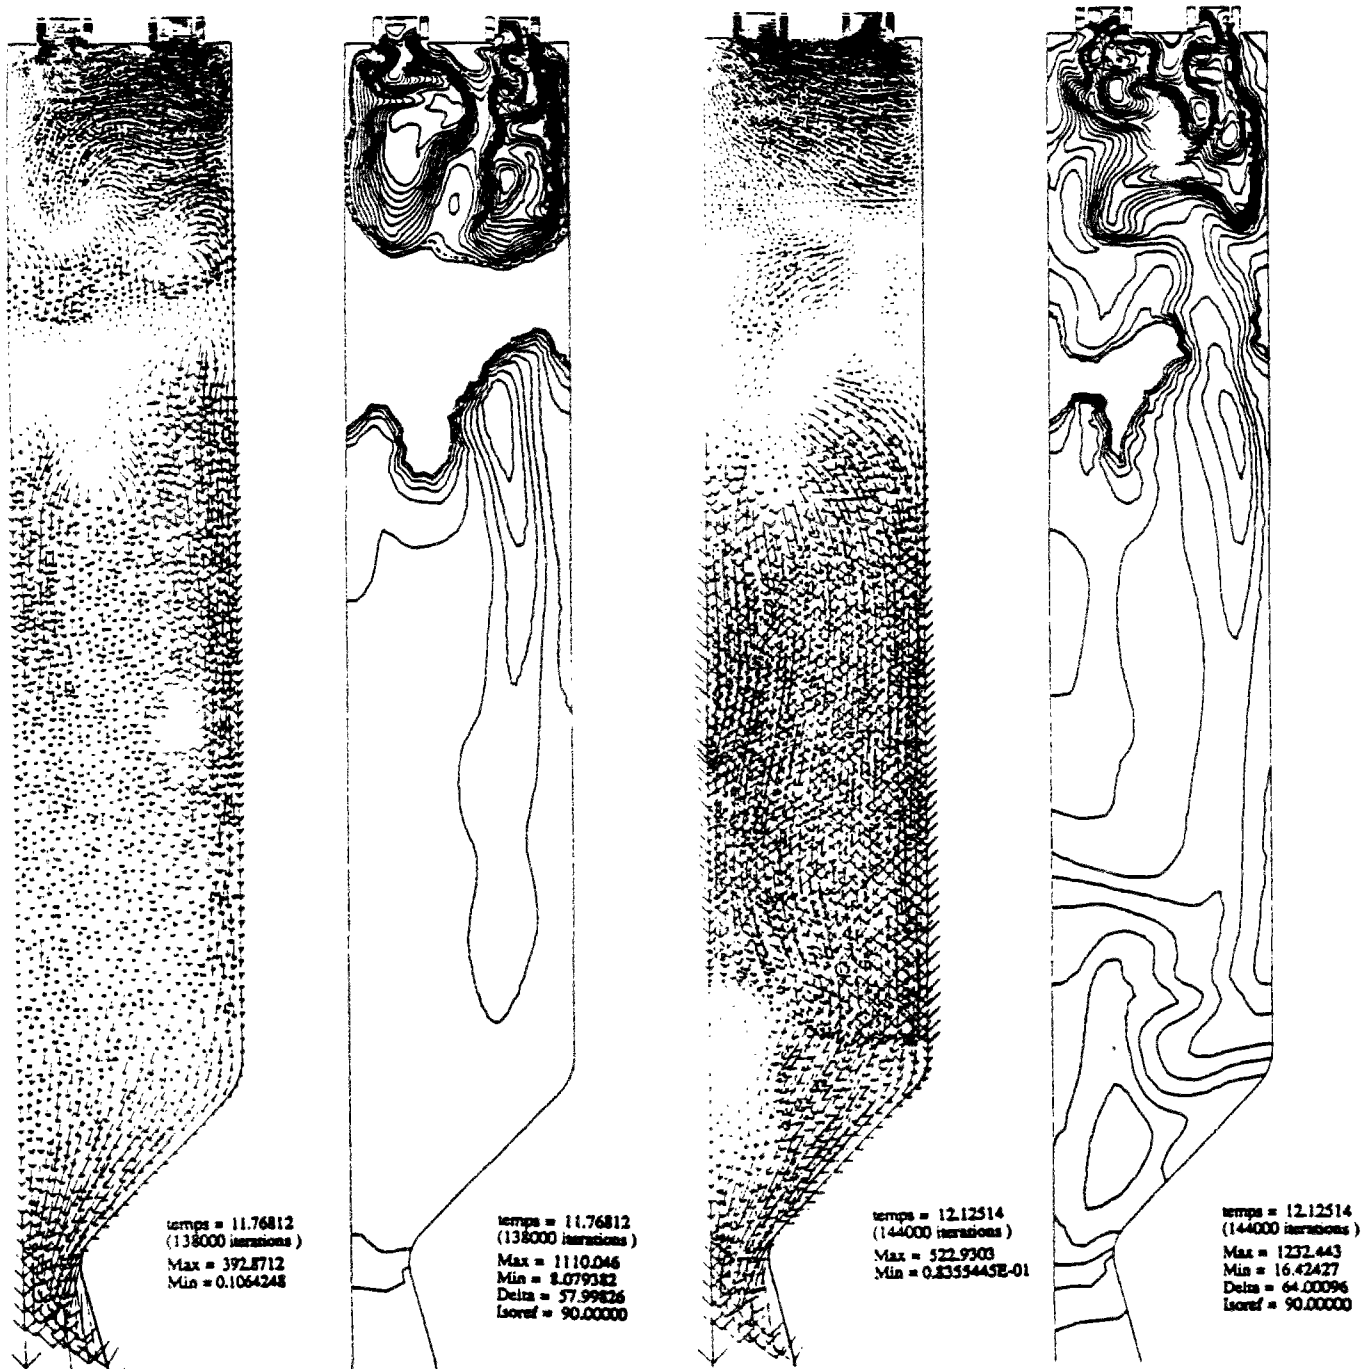 temps = 11.76812
(138000 iterations )
Max = 392.8712
Min = 0.1064248
temps = 11.76812
(138000 iterations )
Max = 1110.046
Min = 8.079382
Delta = 57.99826
Isoref = 90.00000
temps = 12.12514
(144000 iterations )
Max = 522.9303
Min = 0.8355445E-01
temps = 12.12514
(144000 iterations )
Max = 1232.443
Min = 16.42427
Delta = 64.00096
Isoref = 90.00000